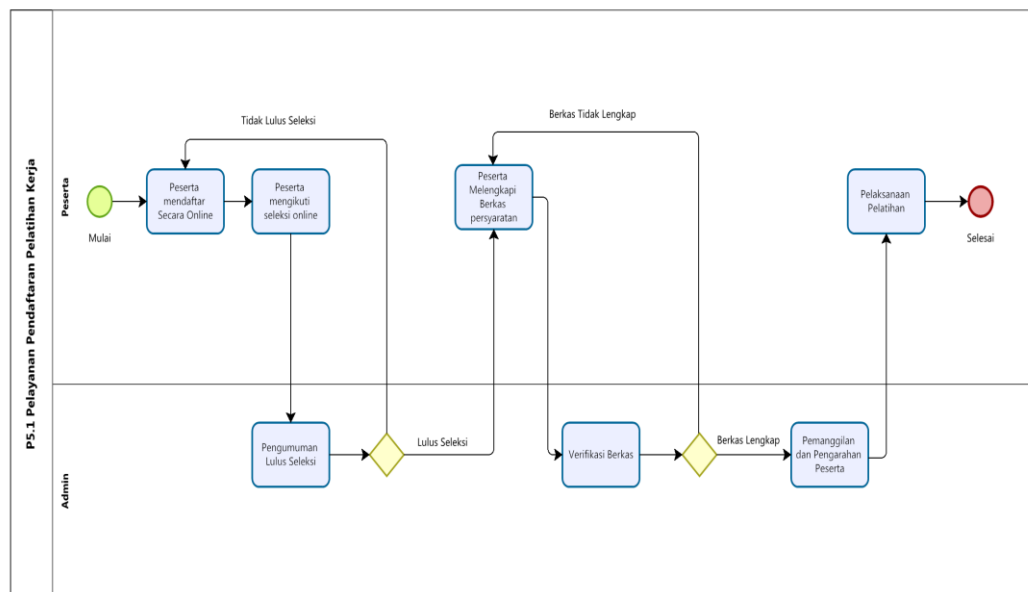 P5.1 Pelayanan Pendaftaran Pelatihan Kerja
Peserta
Mulai
Peserta
mendaftar
Secara Online
Peserta
mengikuti
seleksi online
Tidak Lulus Seleksi
Peserta
Melengkapi
Berkas
persyaratan
Berkas Tidak Lengkap
Pelaksanaan
Pelatihan
Selesai
Admin
Pengumuman
Lulus Seleksi
Lulus Seleksi
Verifikasi Berkas
Berkas Lengkap
Pemanggilan
dan Pengarahan
Peserta